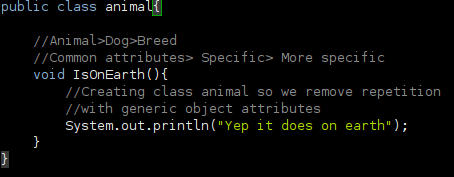 public class animal{
//Animal>Dog>Breed
//Common attributes> Specific> More specific
void IsOnEarth(){
//Creating class animal so we remove repetition
//with generic object attributes
System.out.println("Yep it does on earth");
}
}